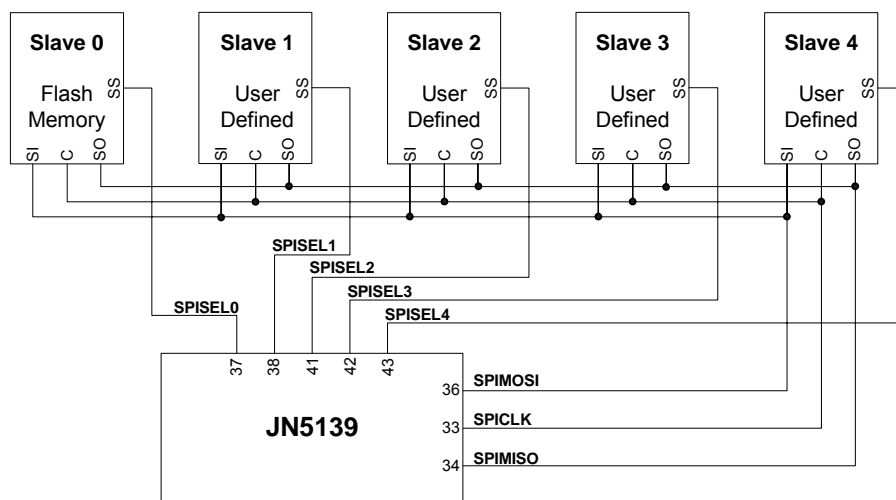 Slave 0
Slave 1
Slave 2
Slave 3
Slave 4
SS
SS
SS
SS
SS
Flash
Memory
User
Defined
User
Defined
User
Defined
User
Defined
SI
C
SO
SI
C
SO
SI
C
SO
SI
C
SO
SI
C
SO
SPISEL1
SPISEL2
SPISEL3
SPISEL0
SPISEL4
37
38
41
42
43
36
SPIMOSI
JN5139
33
SPICLK
34
SPIMISO